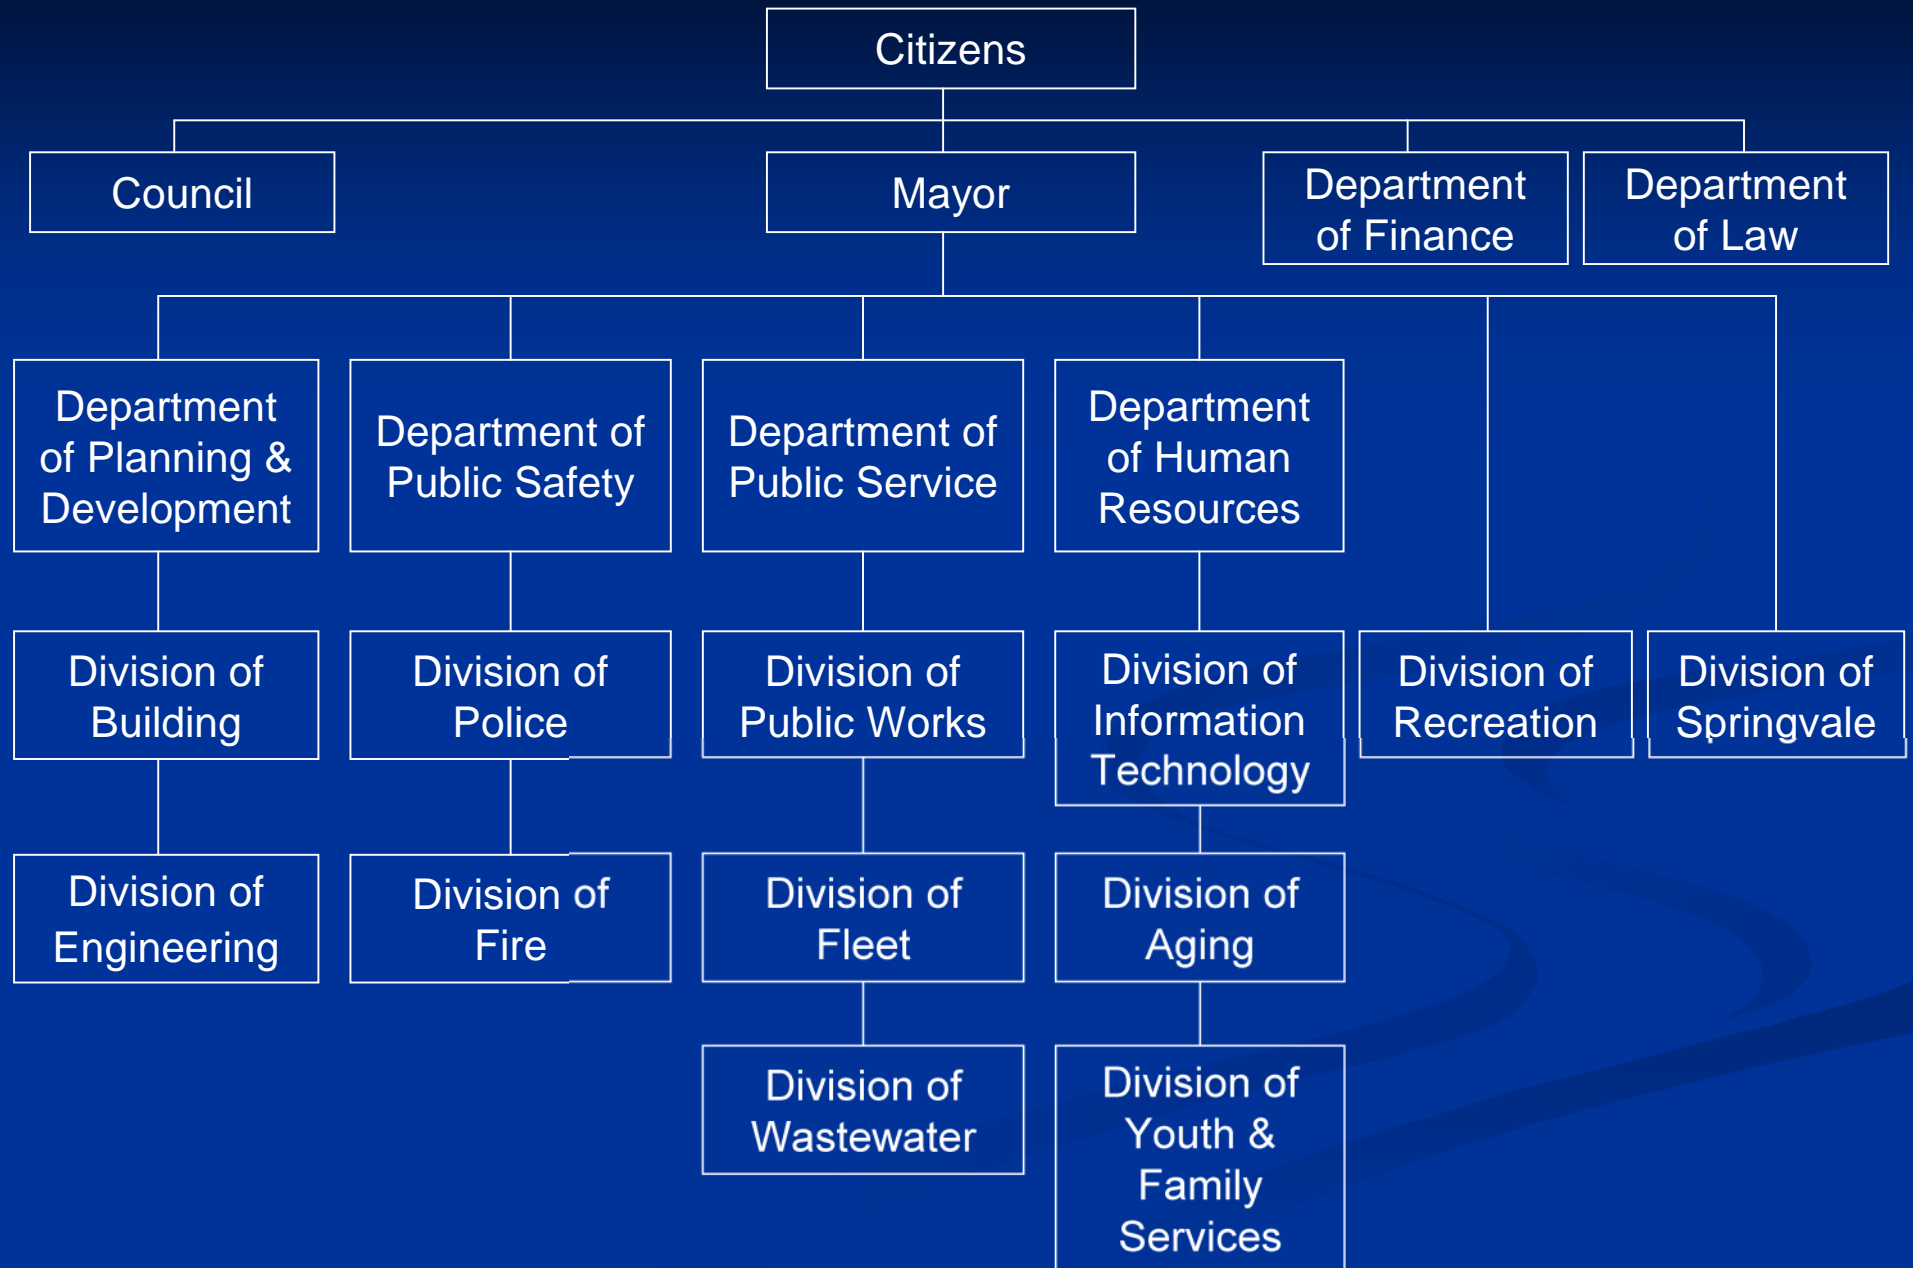 Citizens
Council
Mayor
Department
of Finance
Department
of Law
Department
of Planning &
Development
Department of
Public Safety
Department of
Public Service
Department
of Human
Resources
Division of
Building
Division of
Police
Division of
Public Works
Division of
Information
Technology
Division of
Recreation
Division of
Springvale
Division of
Engineering
Division of
Fire
Division of
Fleet
Division of
Aging
Division of
Wastewater
Division of
Youth &
Family
Services